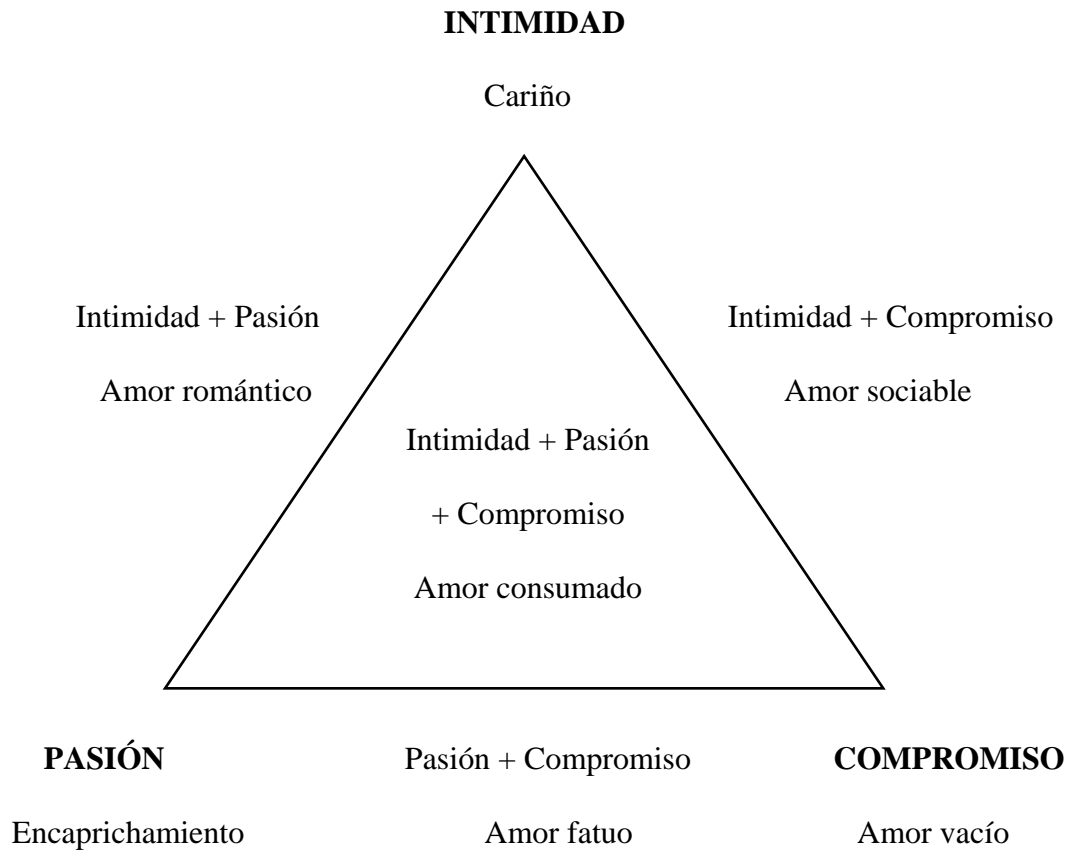 INTIMIDAD
Cariño
Intimidad + Pasión
Amor romántico
Intimidad + Compromiso
Amor sociable
Intimidad + Pasión
+ Compromiso
Amor consumado
PASIÓN
Encaprichamiento
Pasión + Compromiso
Amor fatuo
COMPROMISO
Amor vacío